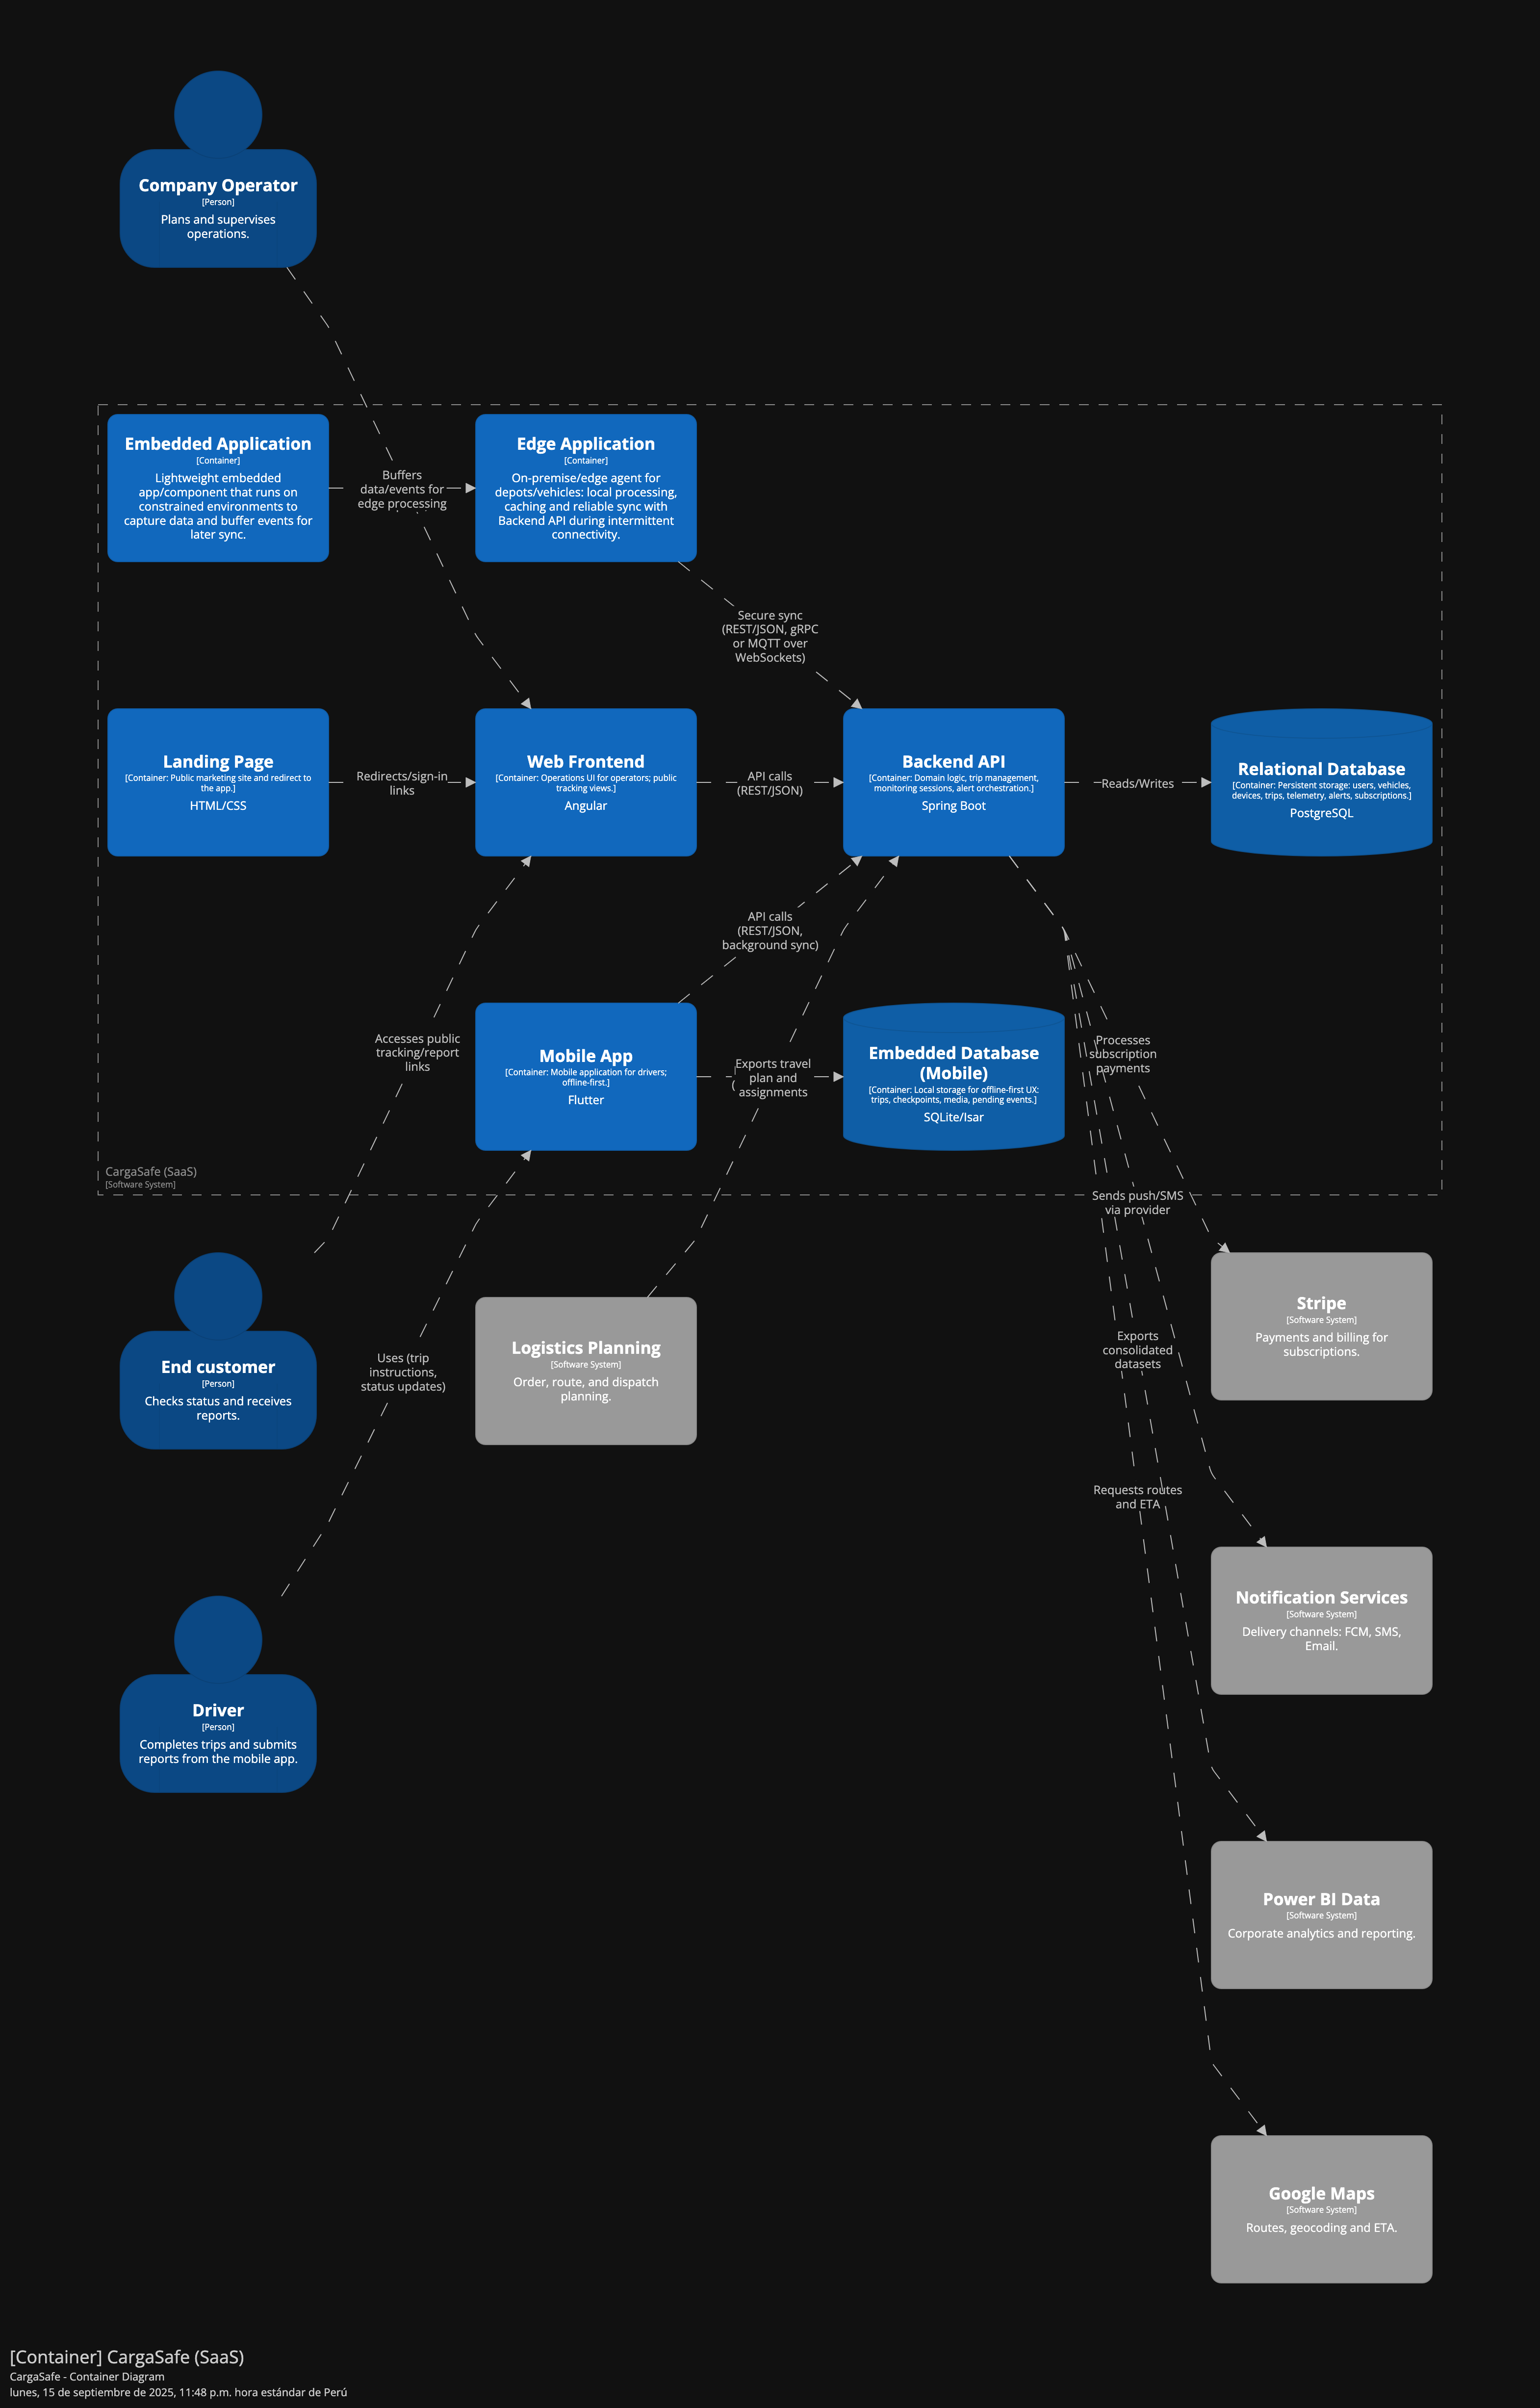 Company Operator
[Person]
Plans and supervises
operations.
Embedded Application
[Container]
Lightweight embedded
app/component that runs on
constrained environments to
capture data and buffer events for
later sync.
Buffers
data/events for
edge processing
Edge Application
[Container]
On-premise/edge agent for
depots/vehicles: local processing,
caching and reliable sync with
Backend API during intermittent
connectivity.
Secure sync
(REST/JSON, gRPC
or MQTT over
WebSockets)
Landing Page
[Container: Public marketing site and redirect to
the app.]
HTML/CSS
Redirects/sign-in
links
Web Frontend
[Container: Operations UI for operators; public
tracking views.]
Angular
API calls
(REST/JSON)
Backend API
[Container: Domain logic, trip management,
monitoring sessions, alert orchestration.]
Spring Boot
Reads/Writes
Relational Database
[Container: Persistent storage: users, vehicles,
devices, trips, telemetry, alerts, subscriptions.]
PostgreSQL
API calls
(REST/JSON,
background sync)
Accesses public
tracking/report
links
Mobile App
[Container: Mobile application for drivers;
offline-first.]
Flutter
Exports travel
plan and
assignments
Embedded Database
(Mobile)
[Container: Local storage for offline-first UX:
trips, checkpoints, media, pending events.]
SQLite/Isar
Processes
subscription
payments
CargaSafe (SaaS)
[Software System]
Sends push/SMS
via provider
End customer
[Person]
Checks status and receives
reports.
Uses (trip
instructions,
status updates)
Logistics Planning
[Software System]
Order, route, and dispatch
planning.
Exports
consolidated
datasets
Stripe
[Software System]
Payments and billing for
subscriptions.
Requests routes
and ETA
Notification Services
[Software System]
Delivery channels: FCM, SMS,
Email.
Driver
[Person]
Completes trips and submits
reports from the mobile app.
Power BI Data
[Software System]
Corporate analytics and reporting.
Google Maps
[Software System]
Routes, geocoding and ETA.
[Container] CargaSafe (SaaS)
CargaSafe - Container Diagram
lunes, 15 de septiembre de 2025, 11:48 p.m. hora estándar de Perú